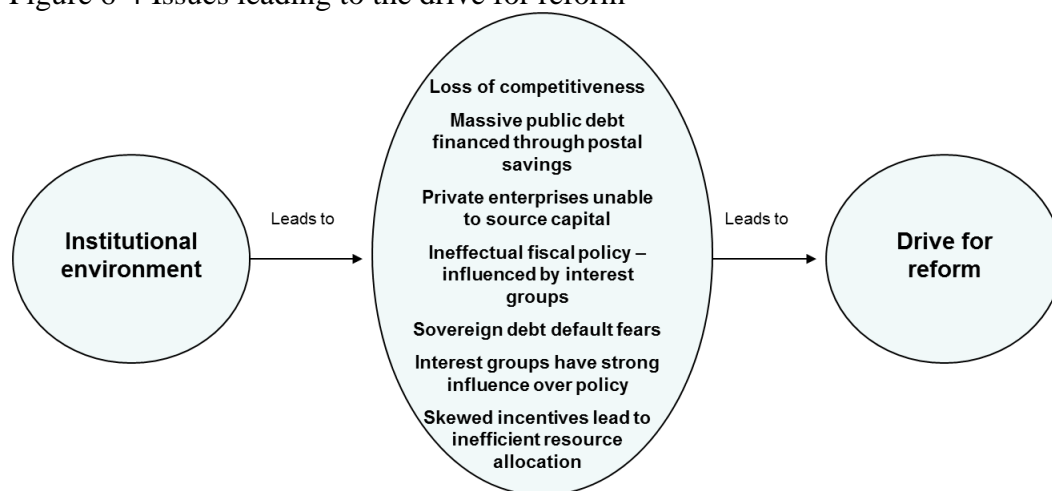 Figure 8-4 Issues leading to the drive for reform
Loss of competitiveness
Massive public debt
financed through postal
savings
Private enterprises unable
to source capital
Ineffectual fiscal policy –
influenced by interest
groups
Sovereign debt default fears
Interest groups have strong
influence over policy
Skewed incentives lead to
inefficient resource
allocation
Institutional
environment
Leads to
Leads to
Drive for
reform